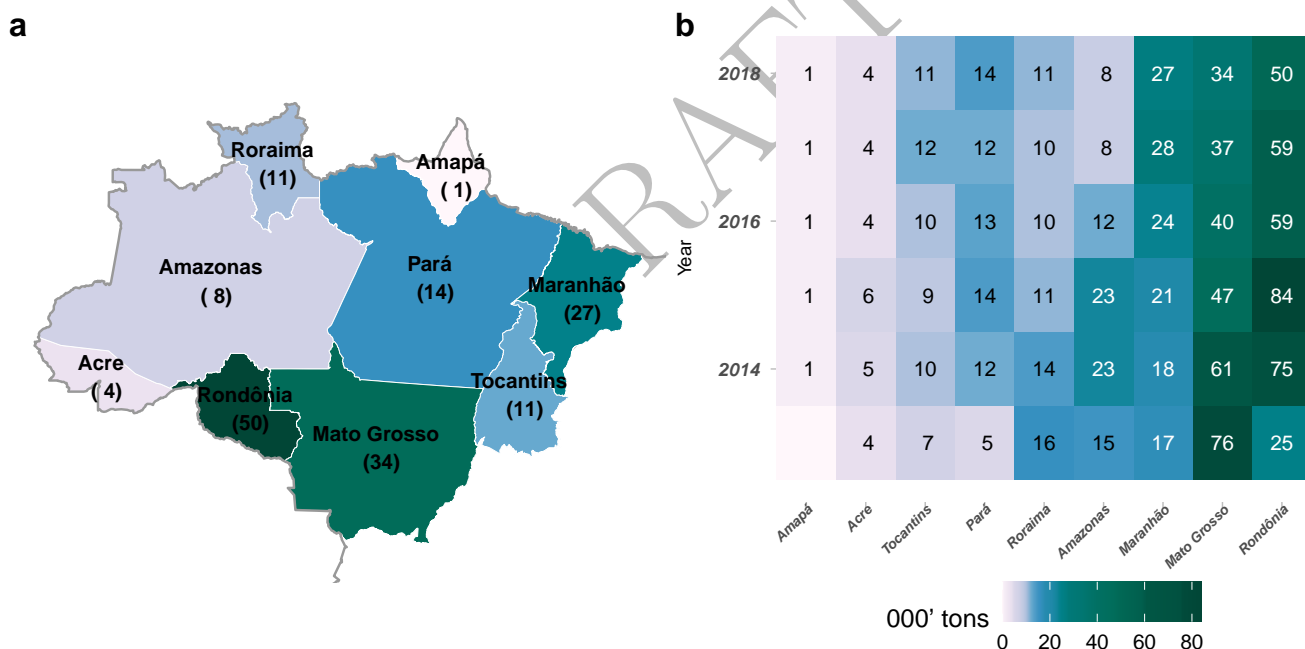 a
Roraima
(11)
Amapá
( 1)
Amazonas
( 8)
Pará
(14)
Maranhão
(27)
Acre
( 4)
Rondônia
(50)
Tocantins
(11)
Mato Grosso
(34)
b
RAFT
Year
2018 1 4 11 14 11 8 27 34 50
1 4 12 12 10 8 28 37 59
2016 1 4 10 13 10 12 24 40 59
1 6 9 14 11 23 21 47 84
2014 1 5 10 12 14 23 18 61 75
4 7 5 16 15 17 76 25
Amapá Acre Tocantins Pará Roraima Amazonas Maranhão Mato Grosso Rondônia
000' tons
0 20 40 60 80